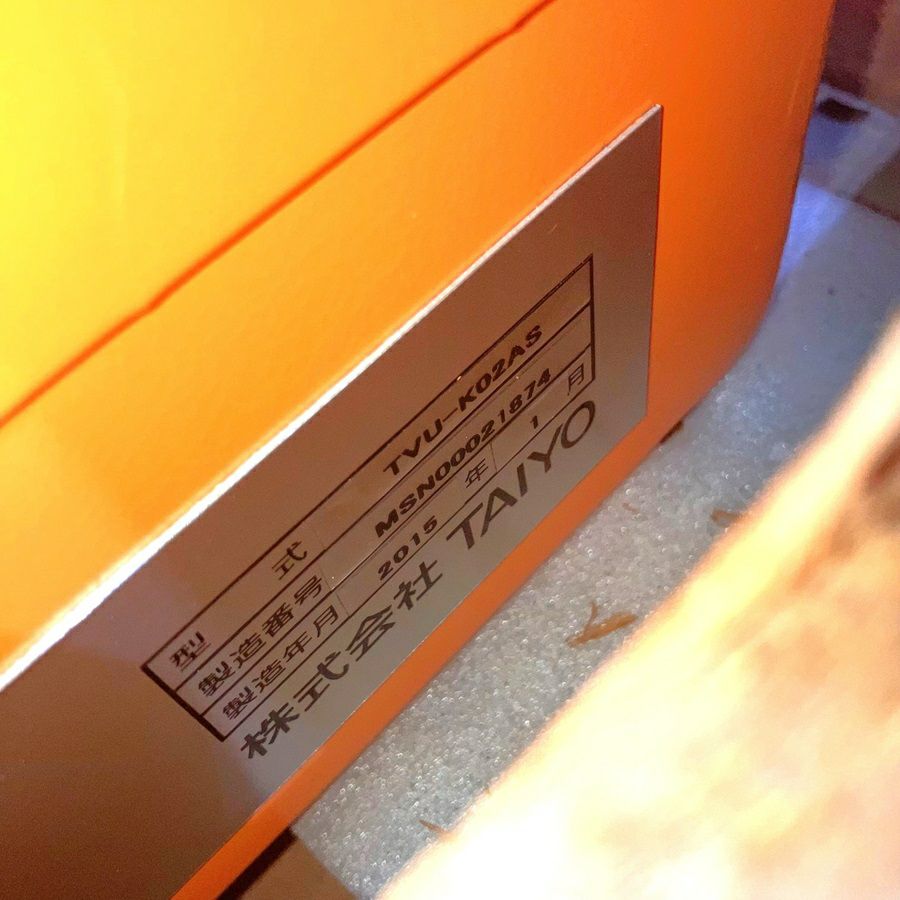 型式 TVU-K02AS
製造番号 MSN00021874
製造年月 2015 年 1 月
株式会社 TAIYO